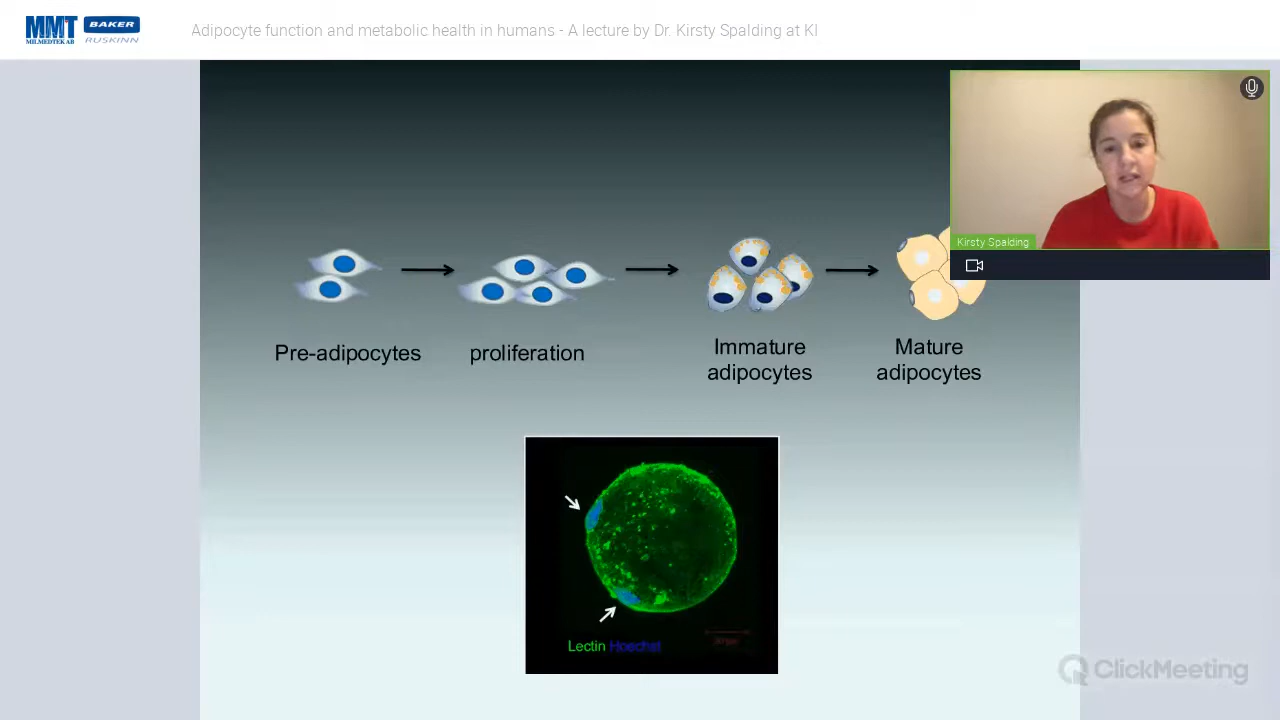 MMT
MILMEDTEK AB
BAKER
RUSKINN
Adipocyte function and metabolic health in humans - A lecture by Dr. Kirsty Spalding at KI
Kirsty Spalding
Pre-adipocytes
proliferation
Immature
adipocytes
Mature
adipocytes
Lectin Hoechst
ClickMeeting